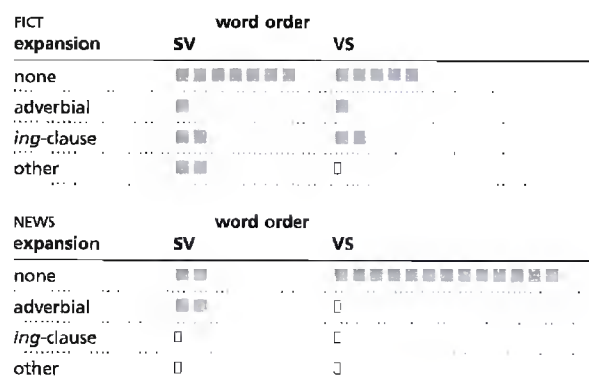 FICT word order
expansion SV VS
none
adverbial
ing-clause
other
NEWS word order
expansion SV VS
none
adverbial
ing-clause
other